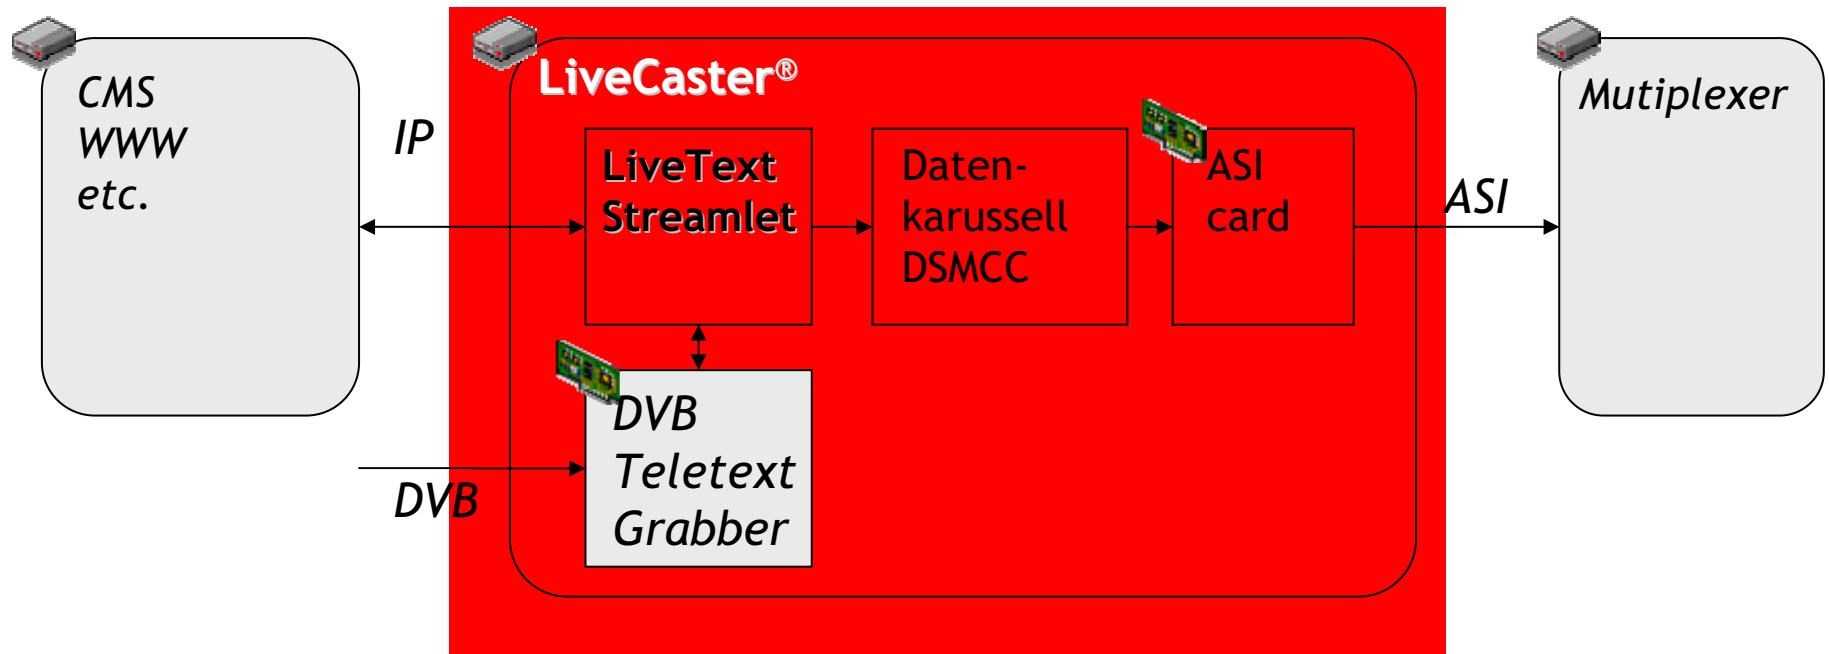 CMS
WWW
etc.
IP
DVB
LiveCaster®
LiveText
Streamlet
Daten-
karussell
DSMCC
ASI
card
DVB
Teletext
Grabber
ASI
Mutiplexer